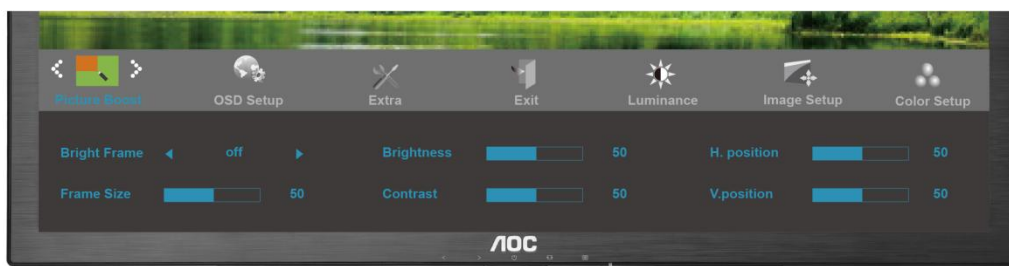 Picture Boost OSD Setup Extra Exit Luminance Image Setup Color Setup
Bright Frame off Brightness 50 H. position 50
Frame Size 50 Contrast 50 V.position 50
AOC